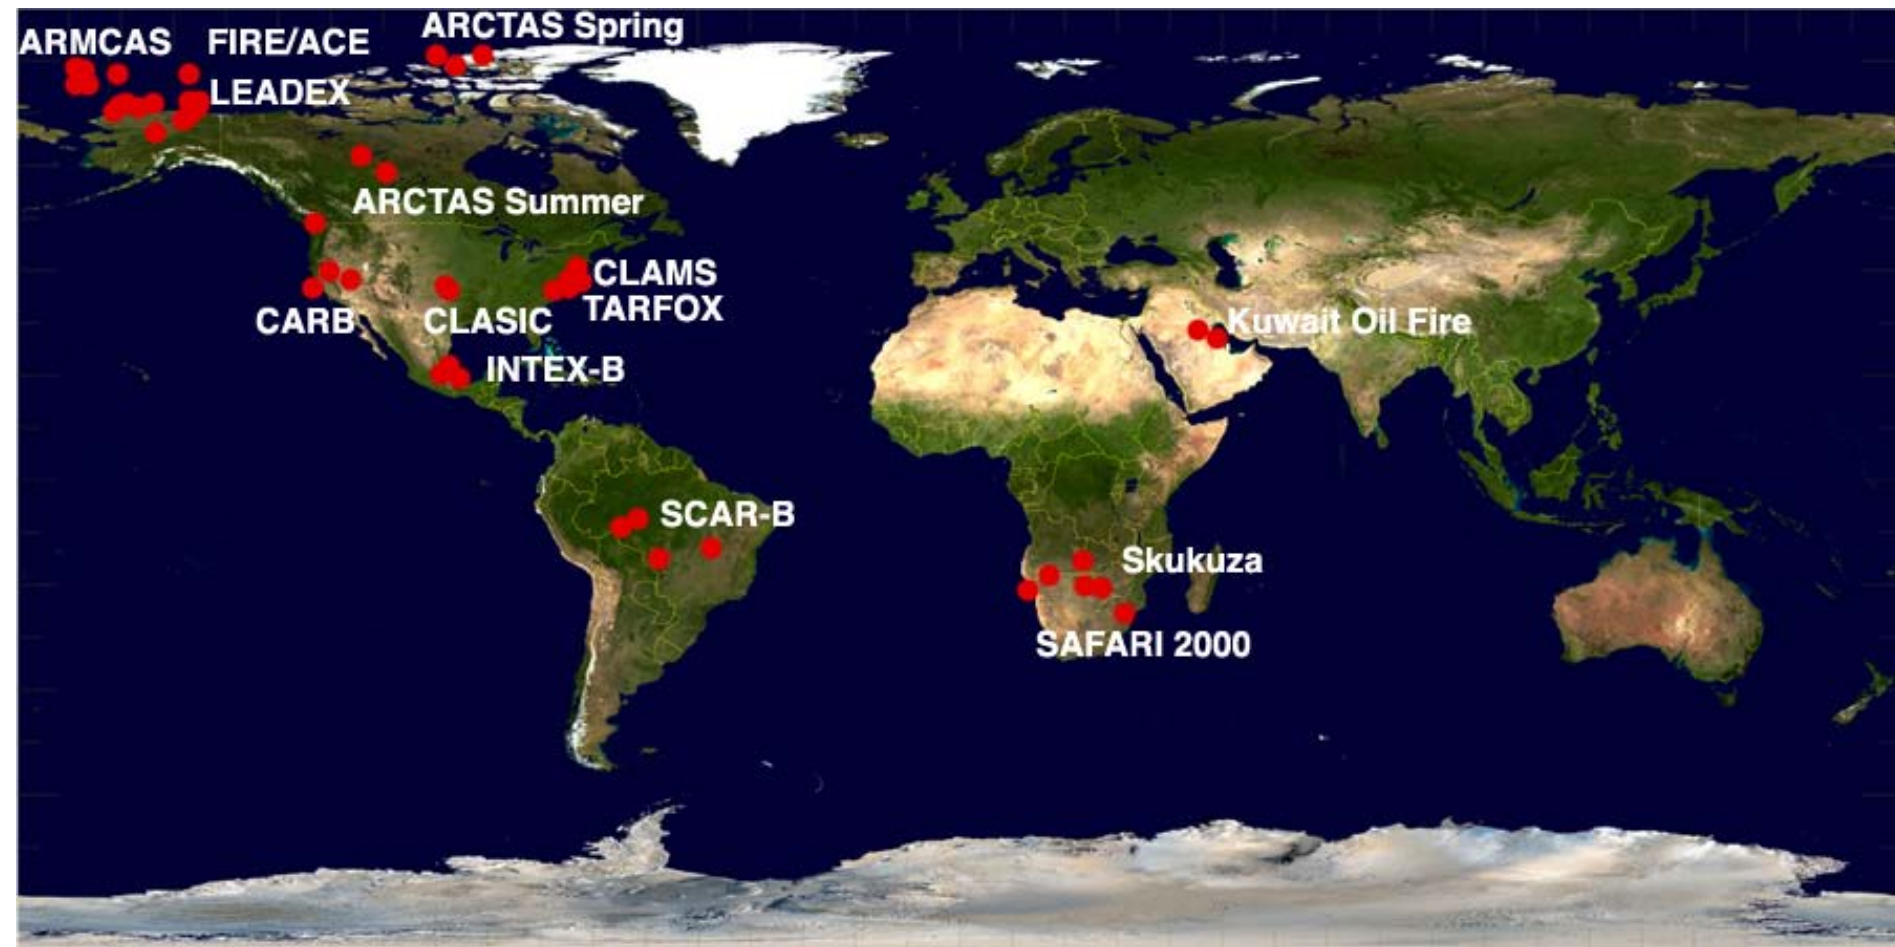 ARCTAS Spring
ARMCAS FIRE/ACE
LEADEX
ARCTAS Summer
CLAMS
TARFOX
CARB CLASIC
Kuwait Oil Fire
INTEX-B
SCAR-B
Skukuza
SAFARI 2000